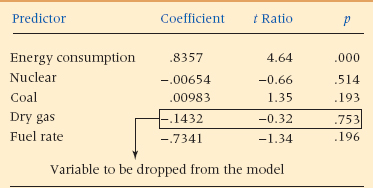 Predictor Coefficient t Ratio p
Energy consumption .8357 4.64 .000
Nuclear –.00654 –0.66 .514
Coal .00983 1.35 .193
Dry gas –.1432 –0.32 .753
Fuel rate –.7341 –1.34 .196
Variable to be dropped from the model